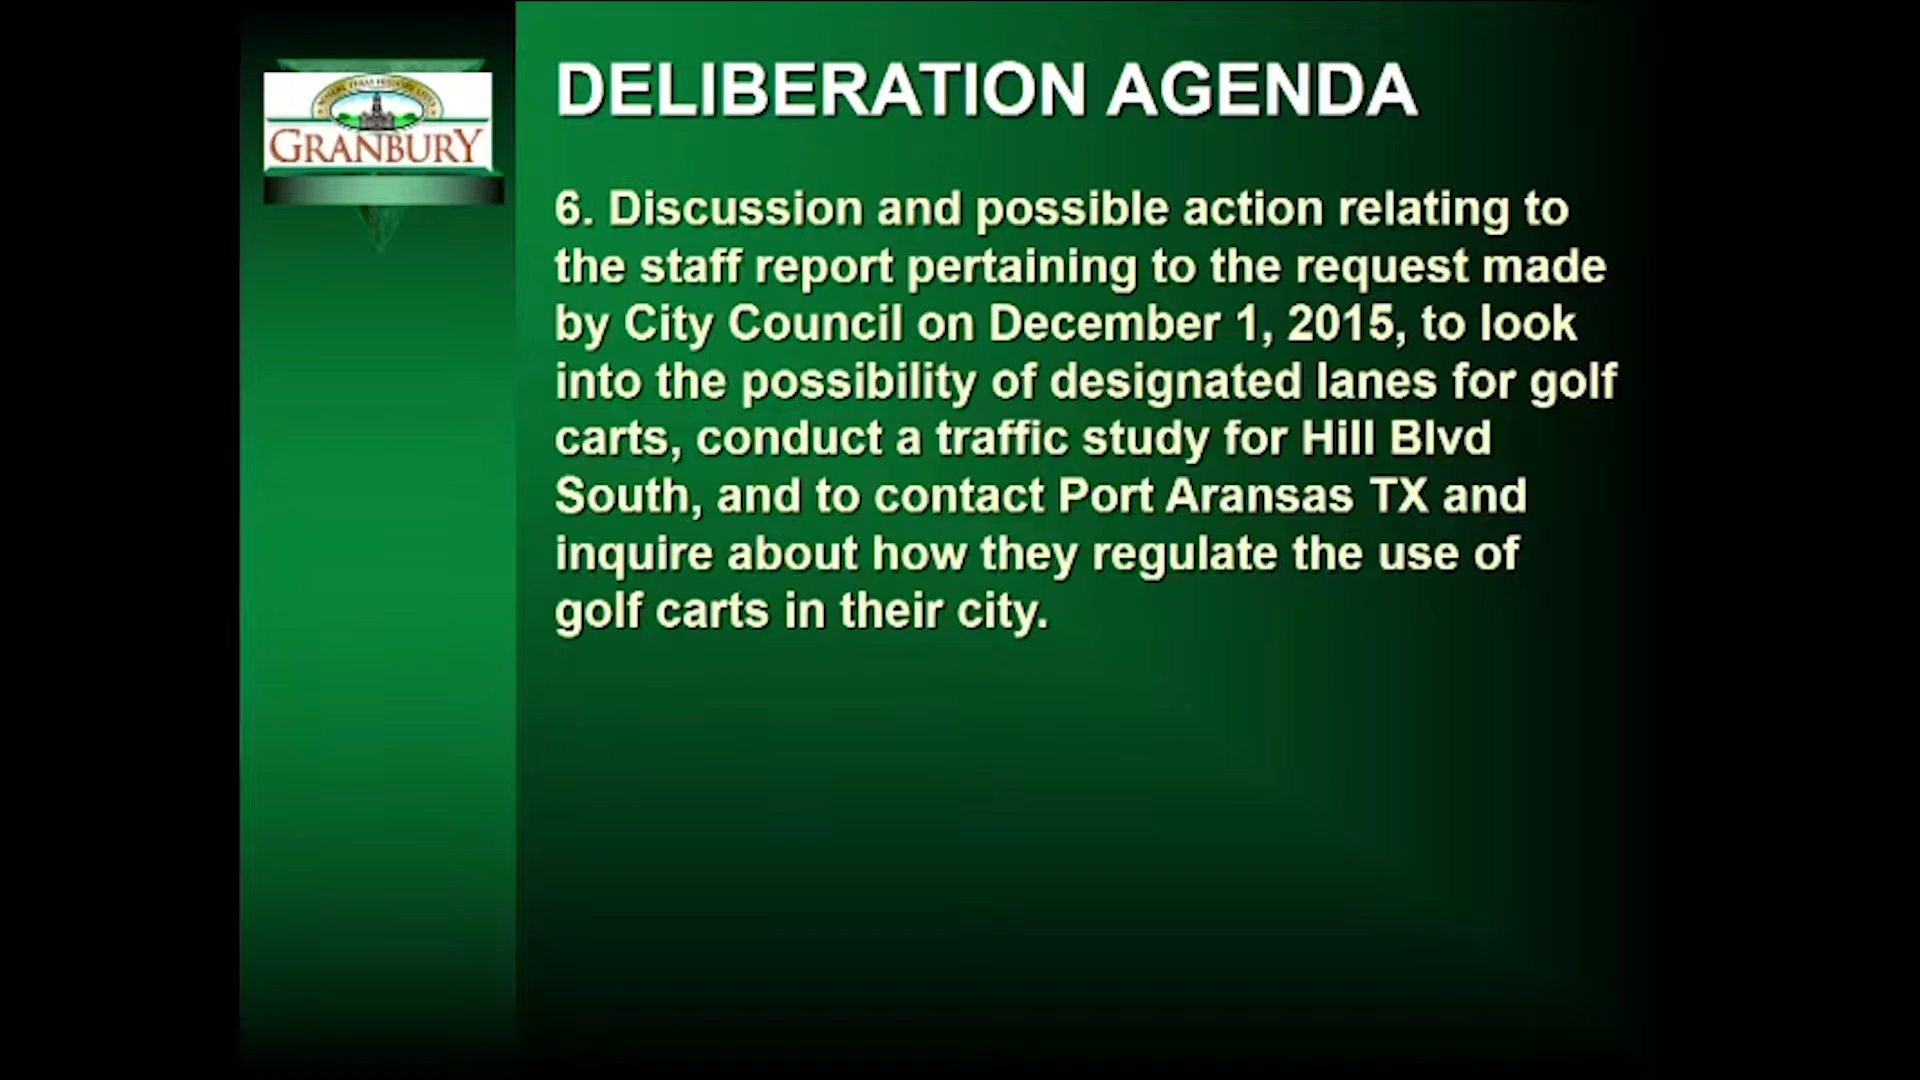 GRANBURY
DELIBERATION AGENDA
6. Discussion and possible action relating to
the staff report pertaining to the request made
by City Council on December 1, 2015, to look
into the possibility of designated lanes for golf
carts, conduct a traffic study for Hill Blvd
South, and to contact Port Aransas TX and
inquire about how they regulate the use of
golf carts in their city.